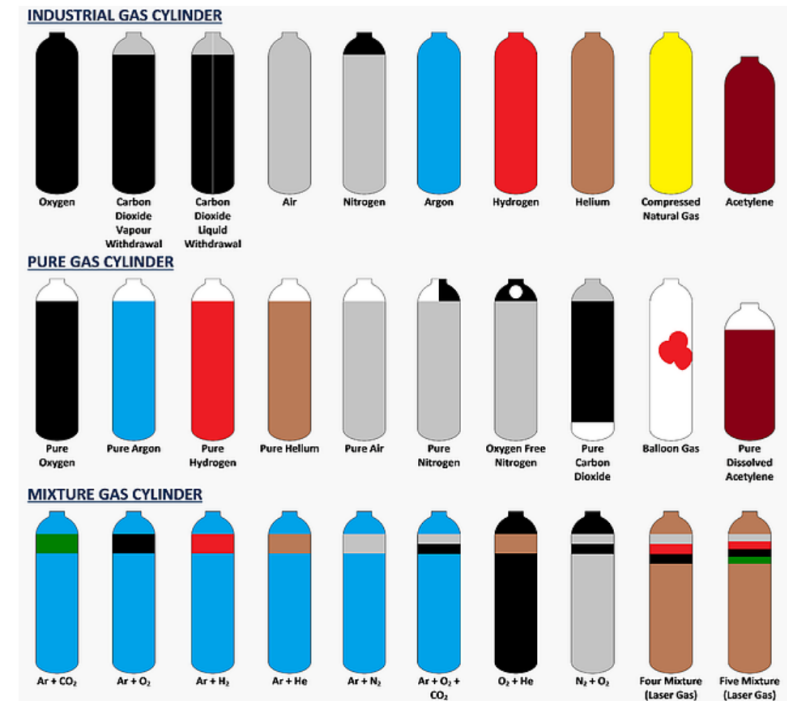 INDUSTRIAL GAS CYLINDER
Oxygen
Carbon
Dioxide
Vapour
Withdrawal
Carbon
Dioxide
Liquid
Withdrawal
Air
Nitrogen
Argon
Hydrogen
Helium
Compressed
Natural Gas
Acetylene
PURE GAS CYLINDER
Pure
Oxygen
Pure Argon
Pure
Hydrogen
Pure Helium
Pure Air
Pure
Nitrogen
Oxygen Free
Nitrogen
Pure
Carbon
Dioxide
Balloon Gas
Pure
Dissolved
Acetylene
MIXTURE GAS CYLINDER
Ar + CO₂
Ar + O₂
Ar + H₂
Ar + He
Ar + N₂
Ar + O₂ +
CO₂
O₂ + He
N₂ + O₂
Four Mixture
(Laser Gas)
Five Mixture
(Laser Gas)